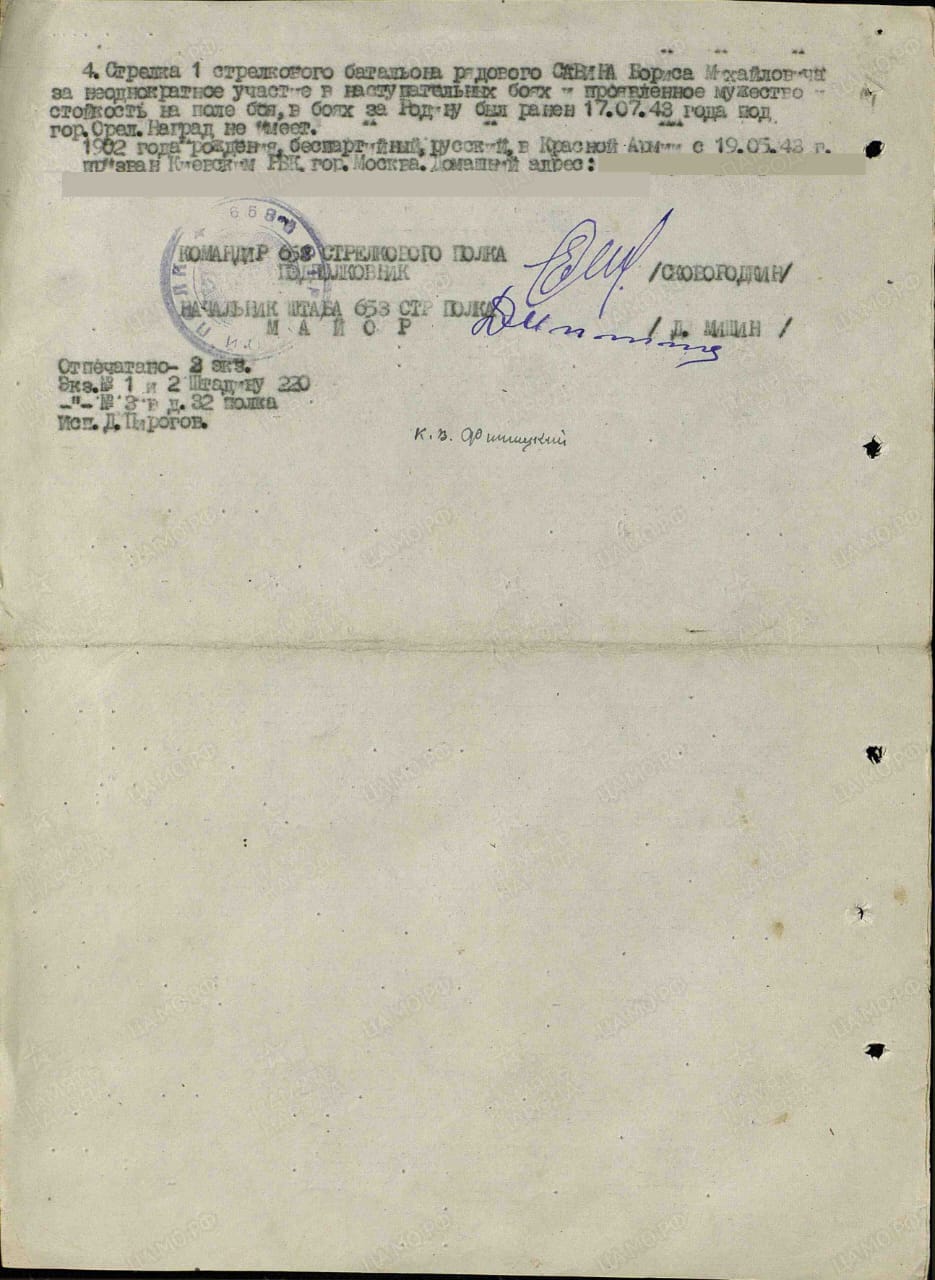 4. Стрелка 1 стрелкового батальона рядового САВИНА Бориса Михайловича
за неоднократное участие в наступательных боях и проявленное мужество и
стойкость на поле боя, в боях за Родину был ранен 17.07.43 года под
гор. Орел. Наград не имеет.
1902 года рождения, беспартийный, русский, в Красной Армии с 19.05.43 г.
призван Киевским РВК, гор. Москва. Домашний адрес:
КОМАНДИР 653 СТРЕЛКОВОГО ПОЛКА
ПОДПОЛКОВНИК /СКОВОРОДКИН/
НАЧАЛЬНИК ШТАБА 653 СТР ПОЛКА
М А Й О Р / Д. МИШИН /
Отпечатано- 3 экз.
Экз.№ 1 и 2 Штадиву 220
-"- № 3 в д. 32 полка
Исп. Д. Пирогов.
К.В.